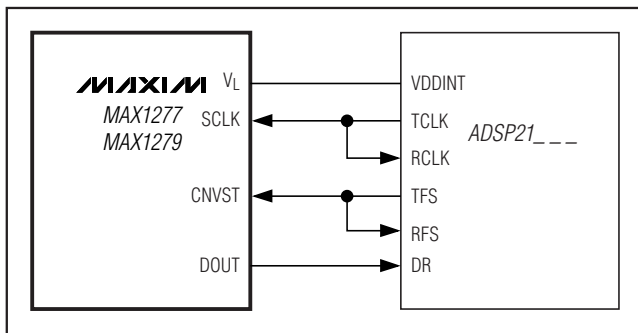 MAXIM
MAX1277
MAX1279
VL
SCLK
CNVST
DOUT
VDDINT
TCLK
RCLK
TFS
RFS
DR
ADSP21_ _ _